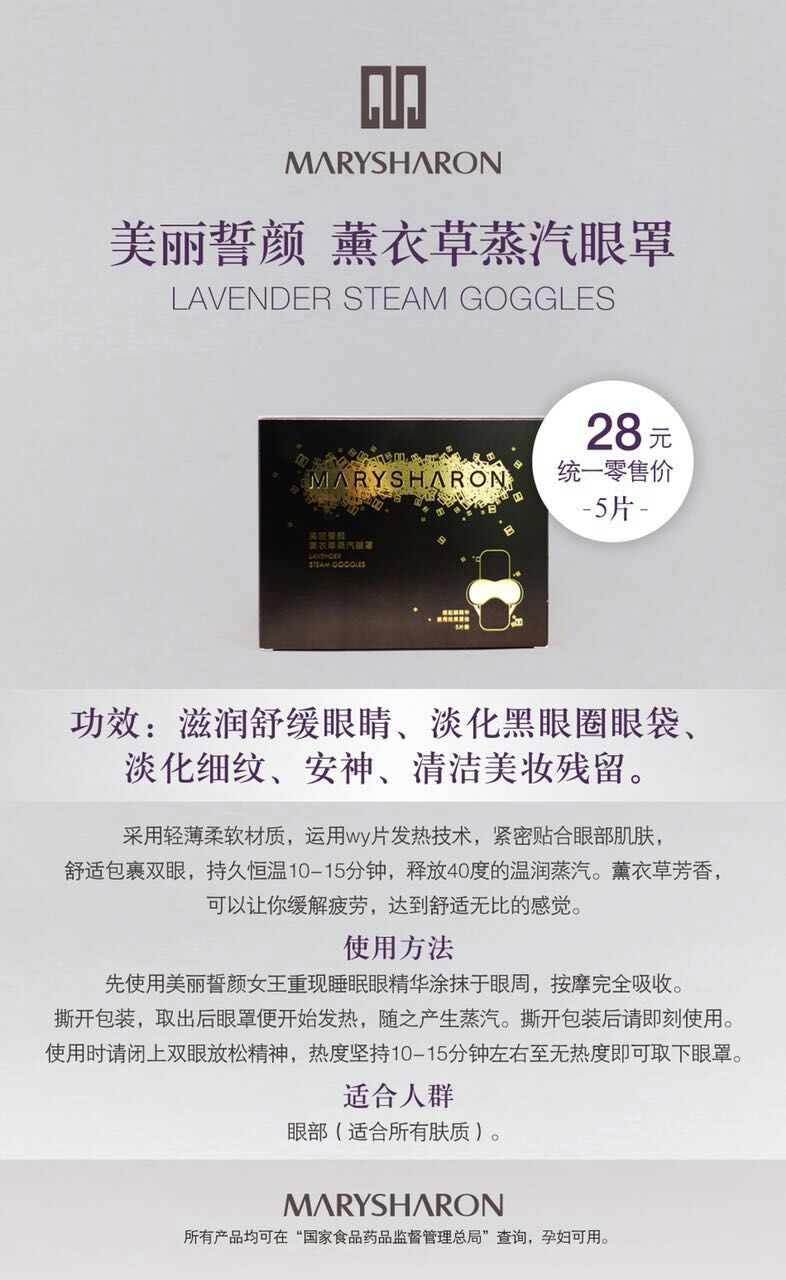 MARYSHARON
美丽誓颜 薰衣草蒸汽眼罩
LAVENDER STEAM GOGGLES
28元
统一零售价
-5片-
MARYSHARON
美丽誓颜
薰衣草蒸汽眼罩
LAVENDER
STEAM GOGGLES
搭配眼精华
使用效果更佳
5片装
功效：滋润舒缓眼睛、淡化黑眼圈眼袋、
淡化细纹、安神、清洁美妆残留。
采用轻薄柔软材质，运用wy片发热技术，紧密贴合眼部肌肤，
舒适包裹双眼，持久恒温10-15分钟，释放40度的温润蒸汽。薰衣草芳香，
可以让你缓解疲劳，达到舒适无比的感觉。
使用方法
先使用美丽誓颜女王重现睡眠眼精华涂抹于眼周，按摩完全吸收。
撕开包装，取出后眼罩便开始发热，随之产生蒸汽。撕开包装后请即刻使用。
使用时请闭上双眼放松精神，热度坚持10-15分钟左右至无热度即可取下眼罩。
适合人群
眼部（适合所有肤质）。
MARYSHARON
所有产品均可在“国家食品药品监督管理总局”查询，孕妇可用。